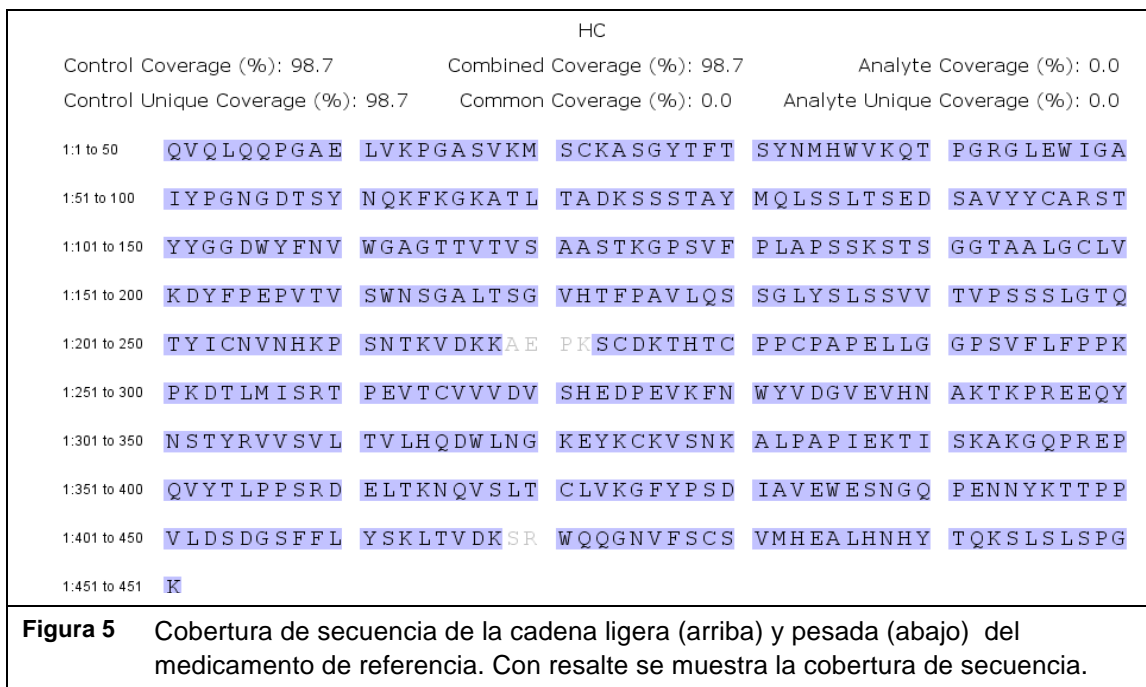 HC
Control Coverage (%): 98.7 Combined Coverage (%): 98.7 Analyte Coverage (%): 0.0
Control Unique Coverage (%): 98.7 Common Coverage (%): 0.0 Analyte Unique Coverage (%): 0.0
1:1 to 50 QVQLQQPGAE LVKPGASVKM SCKASGYTFT SYNMHWVKQT PGRGLEWIGA
1:51 to 100 IYPGNGDTSY NQKFKGKATL TADKSSSTAY MQLSSLTSED SAVYYCARST
1:101 to 150 YYGGDWYFNV WGAGTTVTVS AASTKGPSVF PLAPSSKSTS GGTAALGCLV
1:151 to 200 KDYFPEPVTV SWNSGALTSG VHTFPAVLQS SGLYSLSSVV TVPSSSLGTQ
1:201 to 250 TYICNVNHKP SNTKVDKKAE PKSCDKTHTC PPCPAPELLG GPSVFLFPPK
1:251 to 300 PKDTLMISRT PEVTCVVVDV SHEDPEVKFN WYVDGVEVHN AKTKPREEQY
1:301 to 350 NSTYRVVSVL TVLHQDWLNG KEYKCKVSNK ALPAPIEKTI SKAKGQPREP
1:351 to 400 QVYTLPPSRD ELTKNQVSLT CLVKGFYPSD IAVEWESNGQ PENNYKTTPP
1:401 to 450 VLDSDGSFFL YSKLTVDKSR WQQGNVFSCS VMHEALHNHY TQKSLSLSPG
1:451 to 451 K
Figura 5 Cobertura de secuencia de la cadena ligera (arriba) y pesada (abajo) del
medicamento de referencia. Con resalte se muestra la cobertura de secuencia.